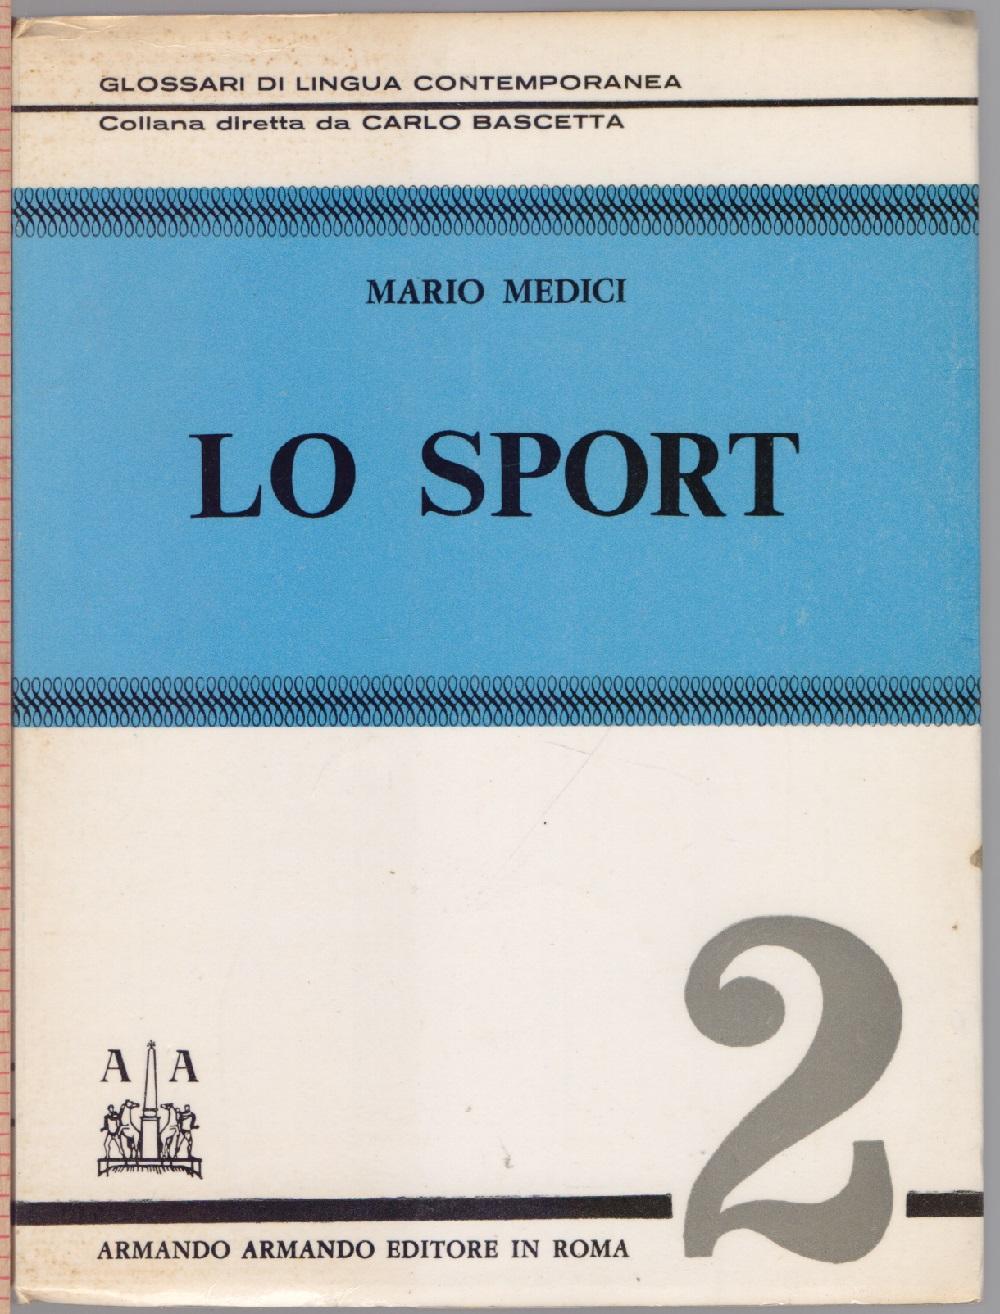 GLOSSARI DI LINGUA CONTEMPORANEA
Collana diretta da CARLO BASCETTA
MARIO MEDICI
LO SPORT
2
A A
ARMANDO ARMANDO EDITORE IN ROMA